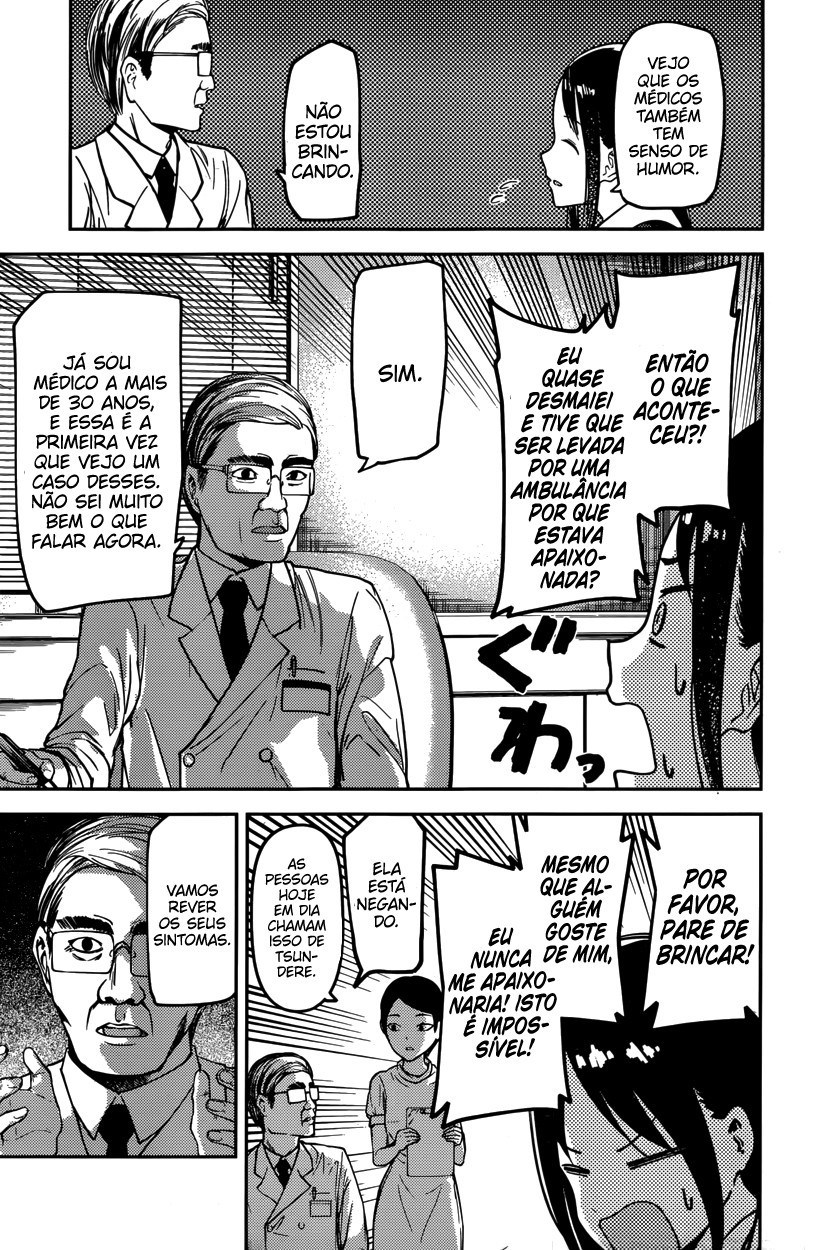 VEJO
QUE OS
MÉDICOS
TAMBÉM
TEM
SENSO DE
HUMOR.
NÃO
ESTOU
BRIN-
CANDO.
ENTÃO
O QUE
ACONTE-
CEU?!
EU
QUASE
DESMAIEI
E TIVE QUE
SER LEVADA
POR UMA
AMBULÂNCIA
POR QUE
ESTAVA
APAIXO-
NADA?
SIM.
JÁ SOU
MÉDICO A MAIS
DE 30 ANOS,
E ESSA É A
PRIMEIRA VEZ
QUE VEJO UM
CASO DESSES.
NÃO SEI MUITO
BEM O QUE
FALAR AGORA.
ぐわっ
POR
FAVOR,
PARE DE
BRINCAR!
MESMO
QUE AL-
GUÉM
GOSTE
DE MIM,
EU
NUNCA
ME APAIXO-
NARIA! ISTO
É IMPOS-
SÍVEL!
ELA
ESTÁ
NEGAN-
DO.
AS
PESSOAS
HOJE
EM DIA
CHAMAM
ISSO DE
TSUN-
DERE.
VAMOS
REVER
OS SEUS
SINTOMAS.